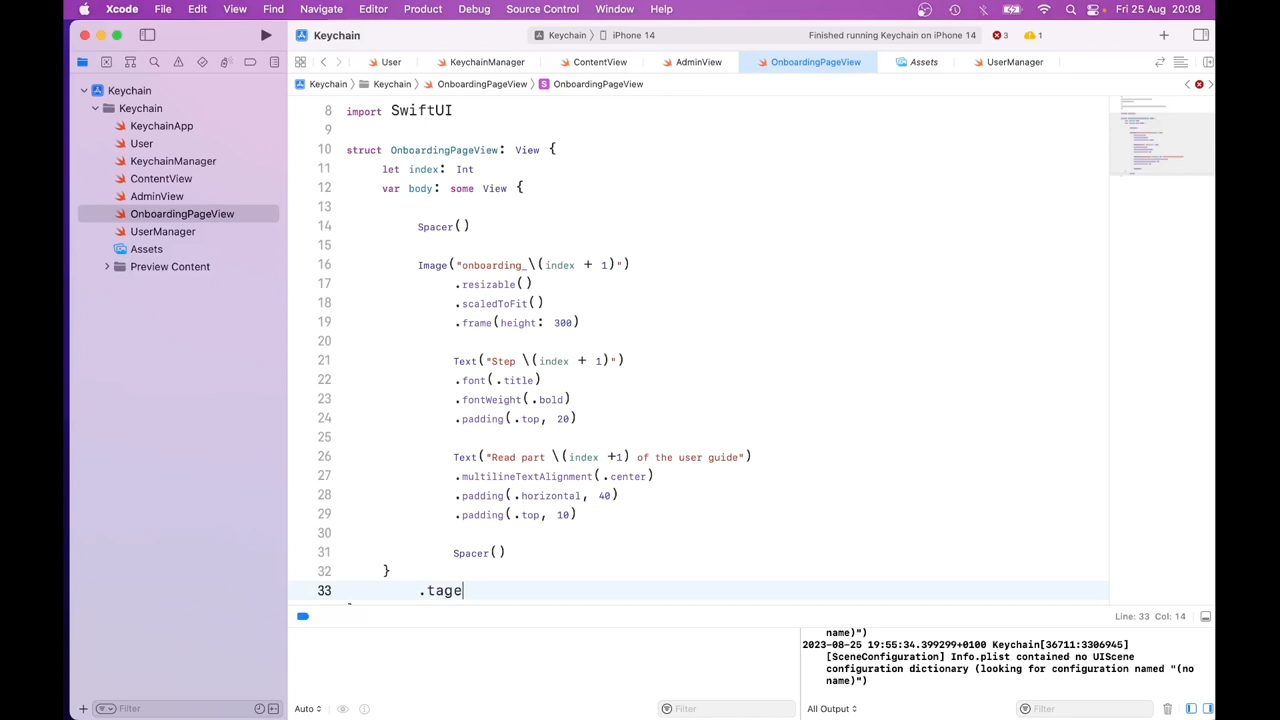 Xcode File Edit View Find Navigate Editor Product Debug Source Control Window Help Fri 25 Aug 20:08
Keychain Keychain iPhone 14 Finished running Keychain on iPhone 14 3 1
User KeychainManager ContentView AdminView OnboardingPageView Assets UserManager
Keychain Keychain OnboardingPageView OnboardingPageView
Keychain
Keychain
KeychainApp
User
KeychainManager
ContentView
AdminView
OnboardingPageView
UserManager
Assets
Preview Content
8 import SwiftUI
9
10 struct OnboardingPageView: View {
11 let index: Int
12 var body: some View {
13
14 Spacer()
15
16 Image("onboarding_\(index + 1)")
17 .resizable()
18 .scaledToFit()
19 .frame(height: 300)
20
21 Text("Step \(index + 1)")
22 .font(.title)
23 .fontWeight(.bold)
24 .padding(.top, 20)
25
26 Text("Read part \(index +1) of the user guide")
27 .multilineTextAlignment(.center)
28 .padding(.horizontal, 40)
29 .padding(.top, 10)
30
31 Spacer()
32 }
33 .tage
Line: 33 Col: 14
name)")
2023-08-25 19:55:34.399299+0100 Keychain[36711:3306945]
[SceneConfiguration] Info.plist contained no UIScene
configuration dictionary (looking for configuration named "(no
name)")
Filter Auto Filter All Output Filter